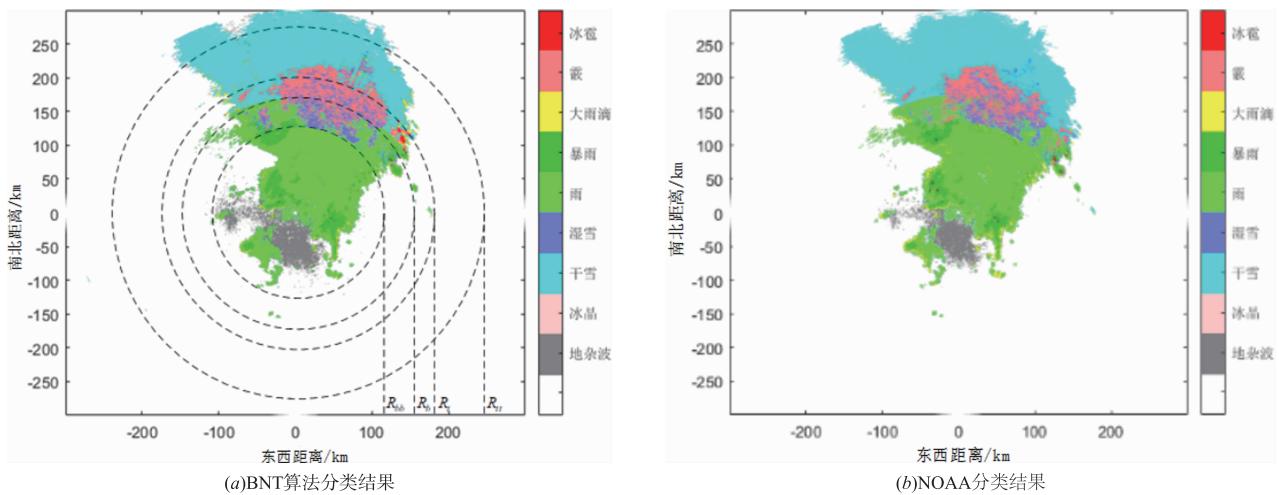 250
200
150
100
50
0
-50
-100
-150
-200
-250
南北距离/km
-200
-100
0
100
200
东西距离/km
R_bb
R_b
R_t
R_tt
冰雹
霰
大雨滴
暴雨
雨
湿雪
干雪
冰晶
地杂波
(a)BNT算法分类结果
250
200
150
100
50
0
-50
-100
-150
-200
-250
南北距离/km
-200
-100
0
100
200
东西距离/km
冰雹
霰
大雨滴
暴雨
雨
湿雪
干雪
冰晶
地杂波
(b)NOAA分类结果